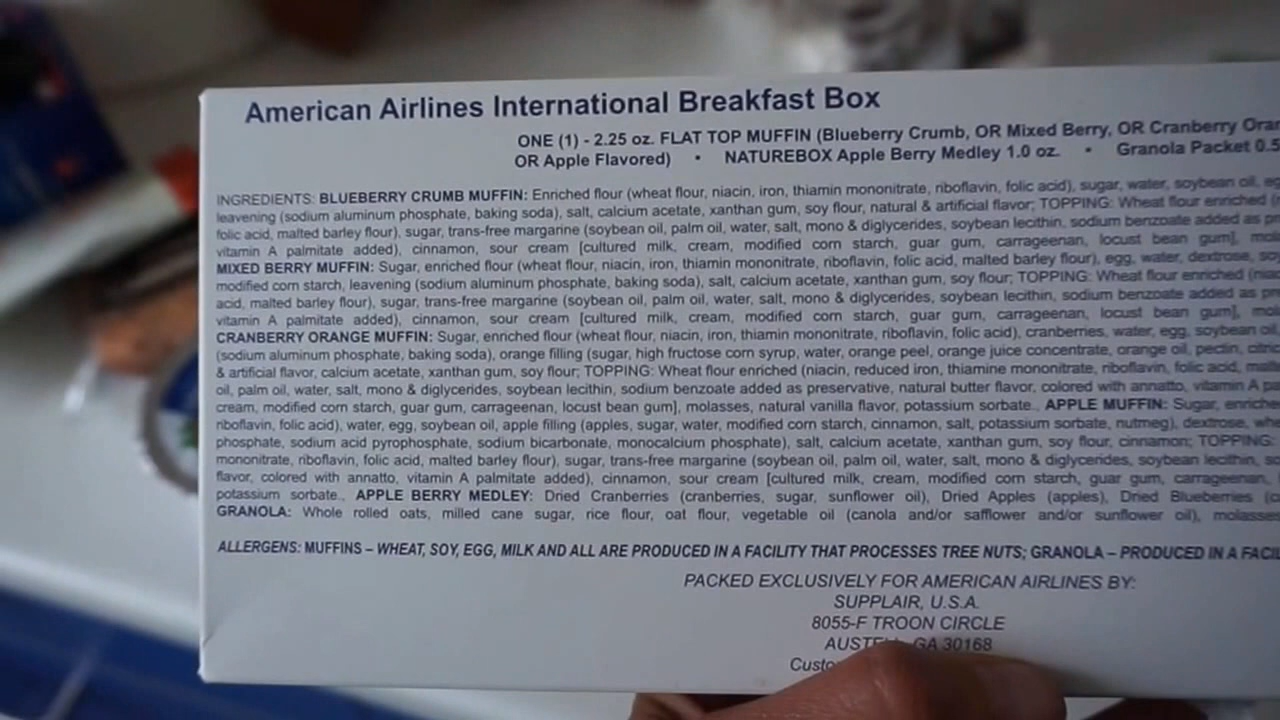 American Airlines International Breakfast Box
ONE (1) - 2.25 oz. FLAT TOP MUFFIN (Blueberry Crumb, OR Mixed Berry, OR Cranberry
OR Apple Flavored) • NATUREBOX Apple Berry Medley 1.0 oz. • Granola Packet
INGREDIENTS: BLUEBERRY CRUMB MUFFIN: Enriched flour (wheat flour, niacin, iron, thiamin mononitrate, riboflavin, folic acid), sugar, water, soybean oil,
leavening (sodium aluminum phosphate, baking soda), salt, calcium acetate, xanthan gum, soy flour, natural & artificial flavor; TOPPING: Wheat flour enriched
folic acid, malted barley flour), sugar, trans-free margarine (soybean oil, palm oil, water, salt, mono & diglycerides, soybean lecithin, sodium benzoate added as
vitamin A palmitate added), cinnamon, sour cream [cultured milk, cream, modified corn starch, guar gum, carrageenan, locust bean gum],
MIXED BERRY MUFFIN: Sugar, enriched flour (wheat flour, niacin, iron, thiamin mononitrate, riboflavin, folic acid, malted barley flour), egg, water, dextrose,
modified corn starch, leavening (sodium aluminum phosphate, baking soda), salt, calcium acetate, xanthan gum, soy flour; TOPPING: Wheat flour enriched
acid, malted barley flour), sugar, trans-free margarine (soybean oil, palm oil, water, salt, mono & diglycerides, soybean lecithin, sodium benzoate added as
vitamin A palmitate added), cinnamon, sour cream [cultured milk, cream, modified corn starch, guar gum, carrageenan, locust bean gum],
CRANBERRY ORANGE MUFFIN: Sugar, enriched flour (wheat flour, niacin, iron, thiamin mononitrate, riboflavin, folic acid), cranberries, water, egg, soybean oil
(sodium aluminum phosphate, baking soda), orange filling (sugar, high fructose corn syrup, water, orange peel, orange juice concentrate, orange oil, pectin,
& artificial flavor, calcium acetate, xanthan gum, soy flour; TOPPING: Wheat flour enriched (niacin, reduced iron, thiamine mononitrate, riboflavin, folic acid,
oil, palm oil, water, salt, mono & diglycerides, soybean lecithin, sodium benzoate added as preservative, natural butter flavor, colored with annatto, vitamin A
cream, modified corn starch, guar gum, carrageenan, locust bean gum], molasses, natural vanilla flavor, potassium sorbate., APPLE MUFFIN: Sugar,
riboflavin, folic acid), water, egg, soybean oil, apple filling (apples, sugar, water, modified corn starch, cinnamon, salt, potassium sorbate, nutmeg), dextrose,
phosphate, sodium acid pyrophosphate, sodium bicarbonate, monocalcium phosphate), salt, calcium acetate, xanthan gum, soy flour, cinnamon; TOPPING:
mononitrate, riboflavin, folic acid, malted barley flour), sugar, trans-free margarine (soybean oil, palm oil, water, salt, mono & diglycerides, soybean lecithin,
flavor, colored with annatto, vitamin A palmitate added), cinnamon, sour cream [cultured milk, cream, modified corn starch, guar gum, carrageenan,
potassium sorbate., APPLE BERRY MEDLEY: Dried Cranberries (cranberries, sugar, sunflower oil), Dried Apples (apples), Dried Blueberries
GRANOLA: Whole rolled oats, milled cane sugar, rice flour, oat flour, vegetable oil (canola and/or safflower and/or sunflower oil), molasses
ALLERGENS: MUFFINS – WHEAT, SOY, EGG, MILK AND ALL ARE PRODUCED IN A FACILITY THAT PROCESSES TREE NUTS; GRANOLA – PRODUCED IN A
PACKED EXCLUSIVELY FOR AMERICAN AIRLINES BY:
SUPPLAIR, U.S.A.
8055-F TROON CIRCLE
GA 30168